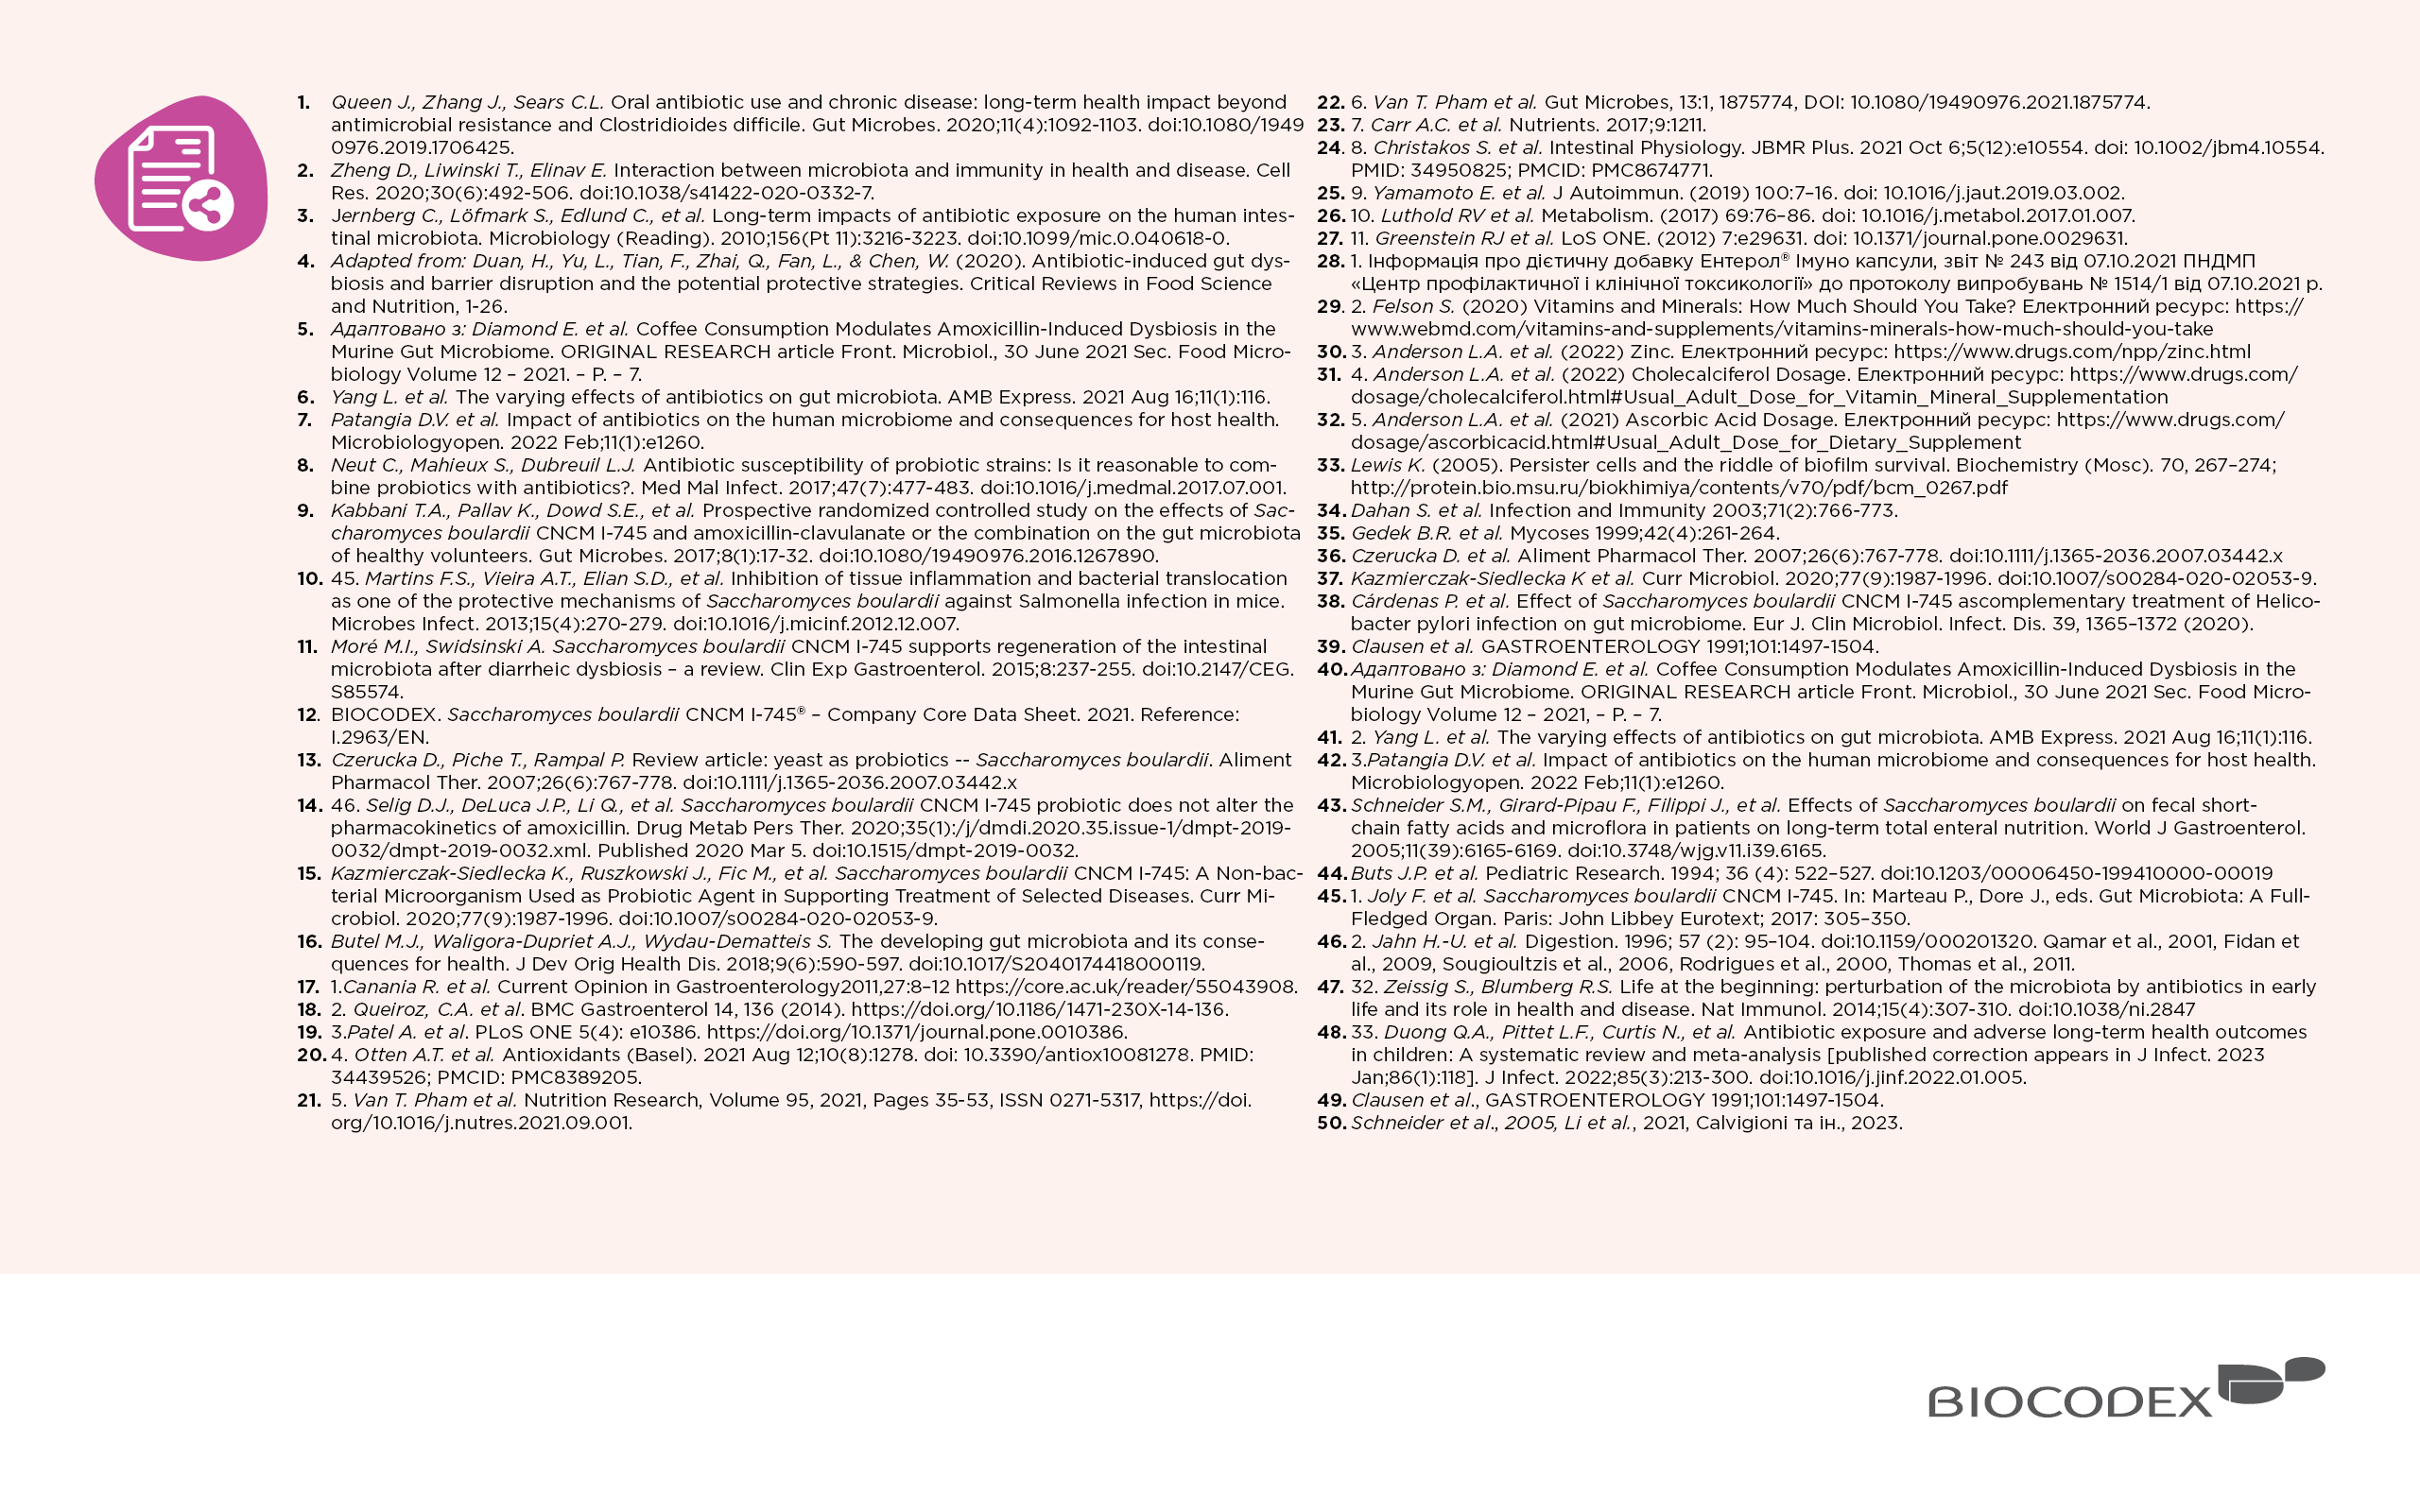 1. Queen J., Zhang J., Sears C.L. Oral antibiotic use and chronic disease: long-term health impact beyond
antimicrobial resistance and Clostridioides difficile. Gut Microbes. 2020;11(4):1092-1103. doi:10.1080/1949
0976.2019.1706425.
2. Zheng D., Liwinski T., Elinav E. Interaction between microbiota and immunity in health and disease. Cell
Res. 2020;30(6):492-506. doi:10.1038/s41422-020-0332-7.
3. Jernberg C., Löfmark S., Edlund C., et al. Long-term impacts of antibiotic exposure on the human intes-
tinal microbiota. Microbiology (Reading). 2010;156(Pt 11):3216-3223. doi:10.1099/mic.0.040618-0.
4. Adapted from: Duan, H., Yu, L., Tian, F., Zhai, Q., Fan, L., & Chen, W. (2020). Antibiotic-induced gut dys-
biosis and barrier disruption and the potential protective strategies. Critical Reviews in Food Science
and Nutrition, 1-26.
5. Адаптовано з: Diamond E. et al. Coffee Consumption Modulates Amoxicillin-Induced Dysbiosis in the
Murine Gut Microbiome. ORIGINAL RESEARCH article Front. Microbiol., 30 June 2021 Sec. Food Micro-
biology Volume 12 – 2021. – P. – 7.
6. Yang L. et al. The varying effects of antibiotics on gut microbiota. AMB Express. 2021 Aug 16;11(1):116.
7. Patangia D.V. et al. Impact of antibiotics on the human microbiome and consequences for host health.
Microbiologyopen. 2022 Feb;11(1):e1260.
8. Neut C., Mahieux S., Dubreuil L.J. Antibiotic susceptibility of probiotic strains: Is it reasonable to com-
bine probiotics with antibiotics?. Med Mal Infect. 2017;47(7):477-483. doi:10.1016/j.medmal.2017.07.001.
9. Kabbani T.A., Pallav K., Dowd S.E., et al. Prospective randomized controlled study on the effects of Sac-
charomyces boulardii CNCM I-745 and amoxicillin-clavulanate or the combination on the gut microbiota
of healthy volunteers. Gut Microbes. 2017;8(1):17-32. doi:10.1080/19490976.2016.1267890.
10. 45. Martins F.S., Vieira A.T., Elian S.D., et al. Inhibition of tissue inflammation and bacterial translocation
as one of the protective mechanisms of Saccharomyces boulardii against Salmonella infection in mice.
Microbes Infect. 2013;15(4):270-279. doi:10.1016/j.micinf.2012.12.007.
11. Moré M.I., Swidsinski A. Saccharomyces boulardii CNCM I-745 supports regeneration of the intestinal
microbiota after diarrheic dysbiosis – a review. Clin Exp Gastroenterol. 2015;8:237-255. doi:10.2147/CEG.
S85574.
12. BIOCODEX. Saccharomyces boulardii CNCM I-745® – Company Core Data Sheet. 2021. Reference:
I.2963/EN.
13. Czerucka D., Piche T., Rampal P. Review article: yeast as probiotics -- Saccharomyces boulardii. Aliment
Pharmacol Ther. 2007;26(6):767-778. doi:10.1111/j.1365-2036.2007.03442.x
14. 46. Selig D.J., DeLuca J.P., Li Q., et al. Saccharomyces boulardii CNCM I-745 probiotic does not alter the
pharmacokinetics of amoxicillin. Drug Metab Pers Ther. 2020;35(1):/j/dmdi.2020.35.issue-1/dmpt-2019-
0032/dmpt-2019-0032.xml. Published 2020 Mar 5. doi:10.1515/dmpt-2019-0032.
15. Kazmierczak-Siedlecka K., Ruszkowski J., Fic M., et al. Saccharomyces boulardii CNCM I-745: A Non-bac-
terial Microorganism Used as Probiotic Agent in Supporting Treatment of Selected Diseases. Curr Mi-
crobiol. 2020;77(9):1987-1996. doi:10.1007/s00284-020-02053-9.
16. Butel M.J., Waligora-Dupriet A.J., Wydau-Dematteis S. The developing gut microbiota and its conse-
quences for health. J Dev Orig Health Dis. 2018;9(6):590-597. doi:10.1017/S2040174418000119.
17. 1.Canania R. et al. Current Opinion in Gastroenterology2011,27:8–12 https://core.ac.uk/reader/55043908.
18. 2. Queiroz, C.A. et al. BMC Gastroenterol 14, 136 (2014). https://doi.org/10.1186/1471-230X-14-136.
19. 3.Patel A. et al. PLoS ONE 5(4): e10386. https://doi.org/10.1371/journal.pone.0010386.
20. 4. Otten A.T. et al. Antioxidants (Basel). 2021 Aug 12;10(8):1278. doi: 10.3390/antiox10081278. PMID:
34439526; PMCID: PMC8389205.
21. 5. Van T. Pham et al. Nutrition Research, Volume 95, 2021, Pages 35-53, ISSN 0271-5317, https://doi.
org/10.1016/j.nutres.2021.09.001.
22. 6. Van T. Pham et al. Gut Microbes, 13:1, 1875774, DOI: 10.1080/19490976.2021.1875774.
23. 7. Carr A.C. et al. Nutrients. 2017;9:1211.
24. 8. Christakos S. et al. Intestinal Physiology. JBMR Plus. 2021 Oct 6;5(12):e10554. doi: 10.1002/jbm4.10554.
PMID: 34950825; PMCID: PMC8674771.
25. 9. Yamamoto E. et al. J Autoimmun. (2019) 100:7–16. doi: 10.1016/j.jaut.2019.03.002.
26. 10. Luthold RV et al. Metabolism. (2017) 69:76–86. doi: 10.1016/j.metabol.2017.01.007.
27. 11. Greenstein RJ et al. LoS ONE. (2012) 7:e29631. doi: 10.1371/journal.pone.0029631.
28. 1. Інформація про дієтичну добавку Ентерол® Імуно капсули, звіт № 243 від 07.10.2021 ПНДМП
«Центр профілактичної і клінічної токсикології» до протоколу випробувань № 1514/1 від 07.10.2021 р.
29. 2. Felson S. (2020) Vitamins and Minerals: How Much Should You Take? Електронний ресурс: https://
www.webmd.com/vitamins-and-supplements/vitamins-minerals-how-much-should-you-take
30. 3. Anderson L.A. et al. (2022) Zinc. Електронний ресурс: https://www.drugs.com/npp/zinc.html
31. 4. Anderson L.A. et al. (2022) Cholecalciferol Dosage. Електронний ресурс: https://www.drugs.com/
dosage/cholecalciferol.html#Usual_Adult_Dose_for_Vitamin_Mineral_Supplementation
32. 5. Anderson L.A. et al. (2021) Ascorbic Acid Dosage. Електронний ресурс: https://www.drugs.com/
dosage/ascorbicacid.html#Usual_Adult_Dose_for_Dietary_Supplement
33. Lewis K. (2005). Persister cells and the riddle of biofilm survival. Biochemistry (Mosc). 70, 267–274;
http://protein.bio.msu.ru/biokhimiya/contents/v70/pdf/bcm_0267.pdf
34. Dahan S. et al. Infection and Immunity 2003;71(2):766-773.
35. Gedek B.R. et al. Mycoses 1999;42(4):261-264.
36. Czerucka D. et al. Aliment Pharmacol Ther. 2007;26(6):767-778. doi:10.1111/j.1365-2036.2007.03442.x
37. Kazmierczak-Siedlecka K et al. Curr Microbiol. 2020;77(9):1987-1996. doi:10.1007/s00284-020-02053-9.
38. Cárdenas P. et al. Effect of Saccharomyces boulardii CNCM I-745 ascomplementary treatment of Helico-
bacter pylori infection on gut microbiome. Eur J. Clin Microbiol. Infect. Dis. 39, 1365–1372 (2020).
39. Clausen et al. GASTROENTEROLOGY 1991;101:1497-1504.
40. Адаптовано з: Diamond E. et al. Coffee Consumption Modulates Amoxicillin-Induced Dysbiosis in the
Murine Gut Microbiome. ORIGINAL RESEARCH article Front. Microbiol., 30 June 2021 Sec. Food Micro-
biology Volume 12 – 2021, – P. – 7.
41. 2. Yang L. et al. The varying effects of antibiotics on gut microbiota. AMB Express. 2021 Aug 16;11(1):116.
42. 3.Patangia D.V. et al. Impact of antibiotics on the human microbiome and consequences for host health.
Microbiologyopen. 2022 Feb;11(1):e1260.
43. Schneider S.M., Girard-Pipau F., Filippi J., et al. Effects of Saccharomyces boulardii on fecal short-
chain fatty acids and microflora in patients on long-term total enteral nutrition. World J Gastroenterol.
2005;11(39):6165-6169. doi:10.3748/wjg.v11.i39.6165.
44. Buts J.P. et al. Pediatric Research. 1994; 36 (4): 522–527. doi:10.1203/00006450-199410000-00019
45. 1. Joly F. et al. Saccharomyces boulardii CNCM I-745. In: Marteau P., Dore J., eds. Gut Microbiota: A Full-
Fledged Organ. Paris: John Libbey Eurotext; 2017: 305–350.
46. 2. Jahn H.-U. et al. Digestion. 1996; 57 (2): 95–104. doi:10.1159/000201320. Qamar et al., 2001, Fidan et
al., 2009, Sougioultzis et al., 2006, Rodrigues et al., 2000, Thomas et al., 2011.
47. 32. Zeissig S., Blumberg R.S. Life at the beginning: perturbation of the microbiota by antibiotics in early
life and its role in health and disease. Nat Immunol. 2014;15(4):307-310. doi:10.1038/ni.2847
48. 33. Duong Q.A., Pittet L.F., Curtis N., et al. Antibiotic exposure and adverse long-term health outcomes
in children: A systematic review and meta-analysis [published correction appears in J Infect. 2023
Jan;86(1):118]. J Infect. 2022;85(3):213-300. doi:10.1016/j.jinf.2022.01.005.
49. Clausen et al., GASTROENTEROLOGY 1991;101:1497-1504.
50. Schneider et al., 2005, Li et al., 2021, Calvigioni та ін., 2023.
BIOCODEX